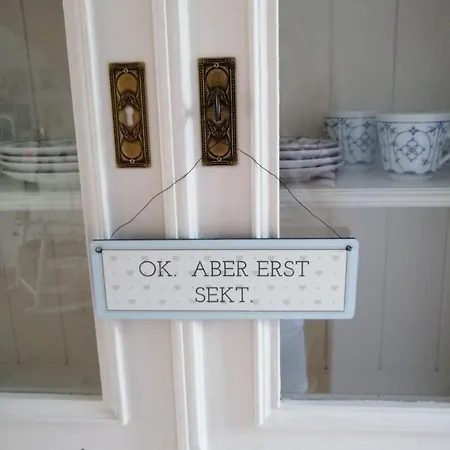 OK. ABER ERST
SEKT.